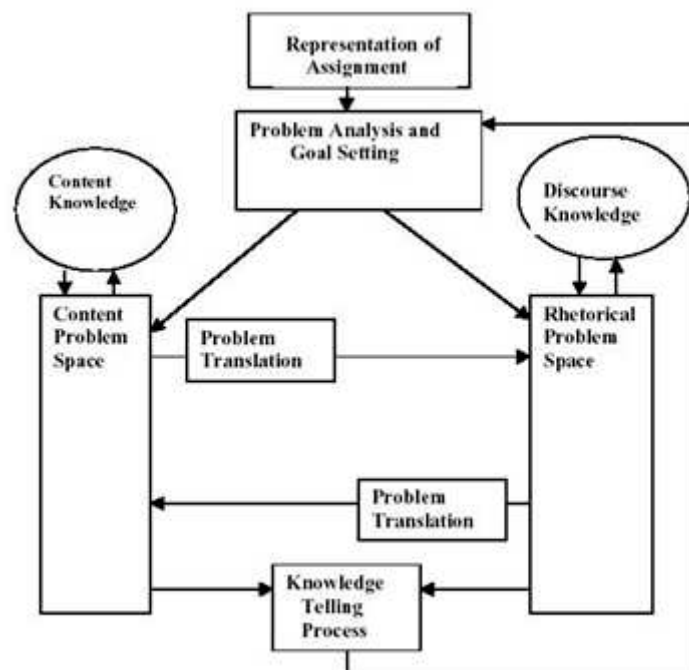 Representation of
Assignment
Problem Analysis and
Goal Setting
Content
Knowledge
Discourse
Knowledge
Content
Problem
Space
Problem
Translation
Rhetorical
Problem
Space
Problem
Translation
Knowledge
Telling
Process